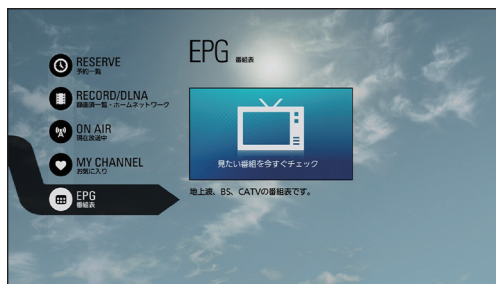 RESERVE
予約一覧
RECORD/DLNA
録画済一覧・ホームネットワーク
ON AIR
現在放送中
MY CHANNEL
お気に入り
EPG
番組表
EPG 番組表
見たい番組を今すぐチェック
地上波、BS、CATVの番組表です。